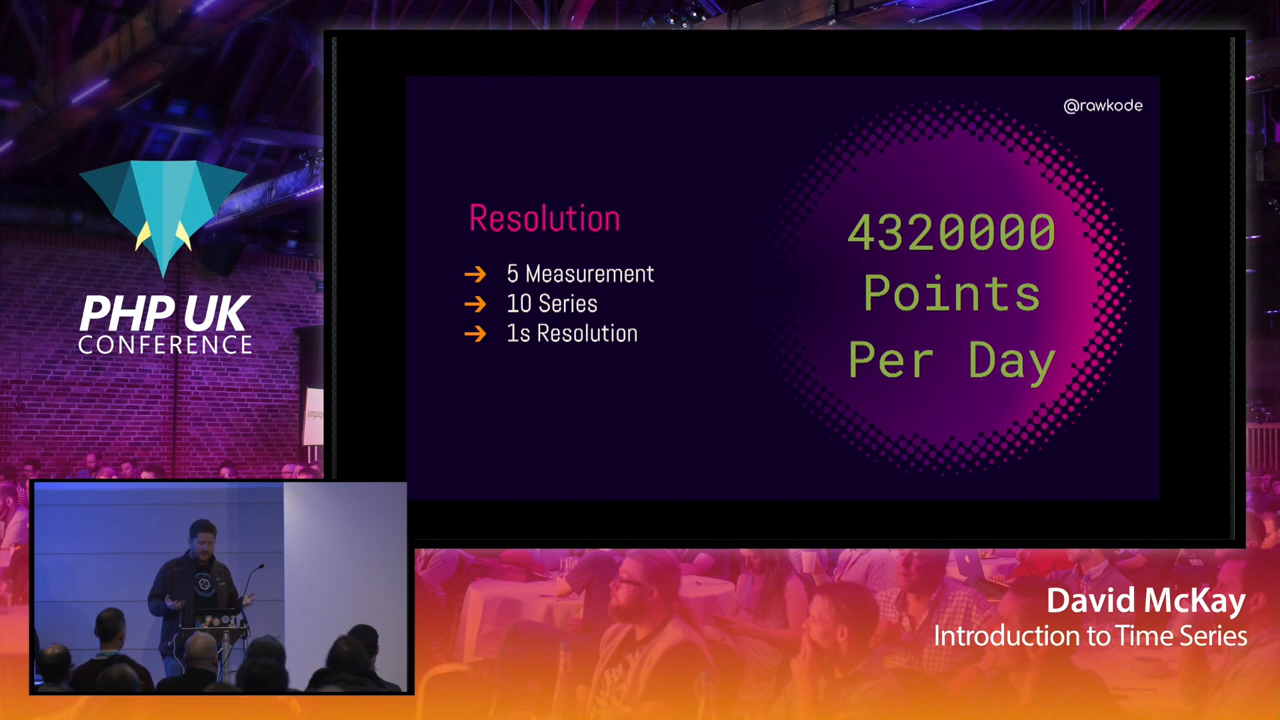 @rawkode
Resolution
➔ 5 Measurement
➔ 10 Series
➔ 1s Resolution
4320000
Points
Per Day
PHP UK
CONFERENCE
David McKay
Introduction to Time Series